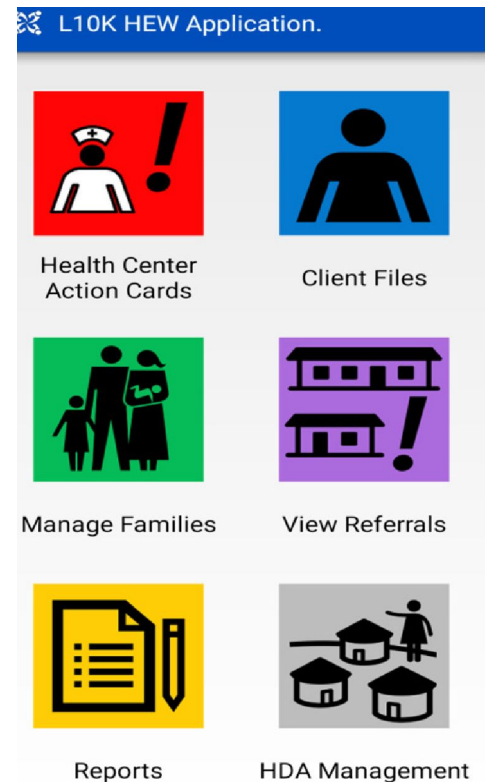 L10K HEW Application.
Health Center
Action Cards
Client Files
Manage Families
View Referrals
Reports
HDA Management